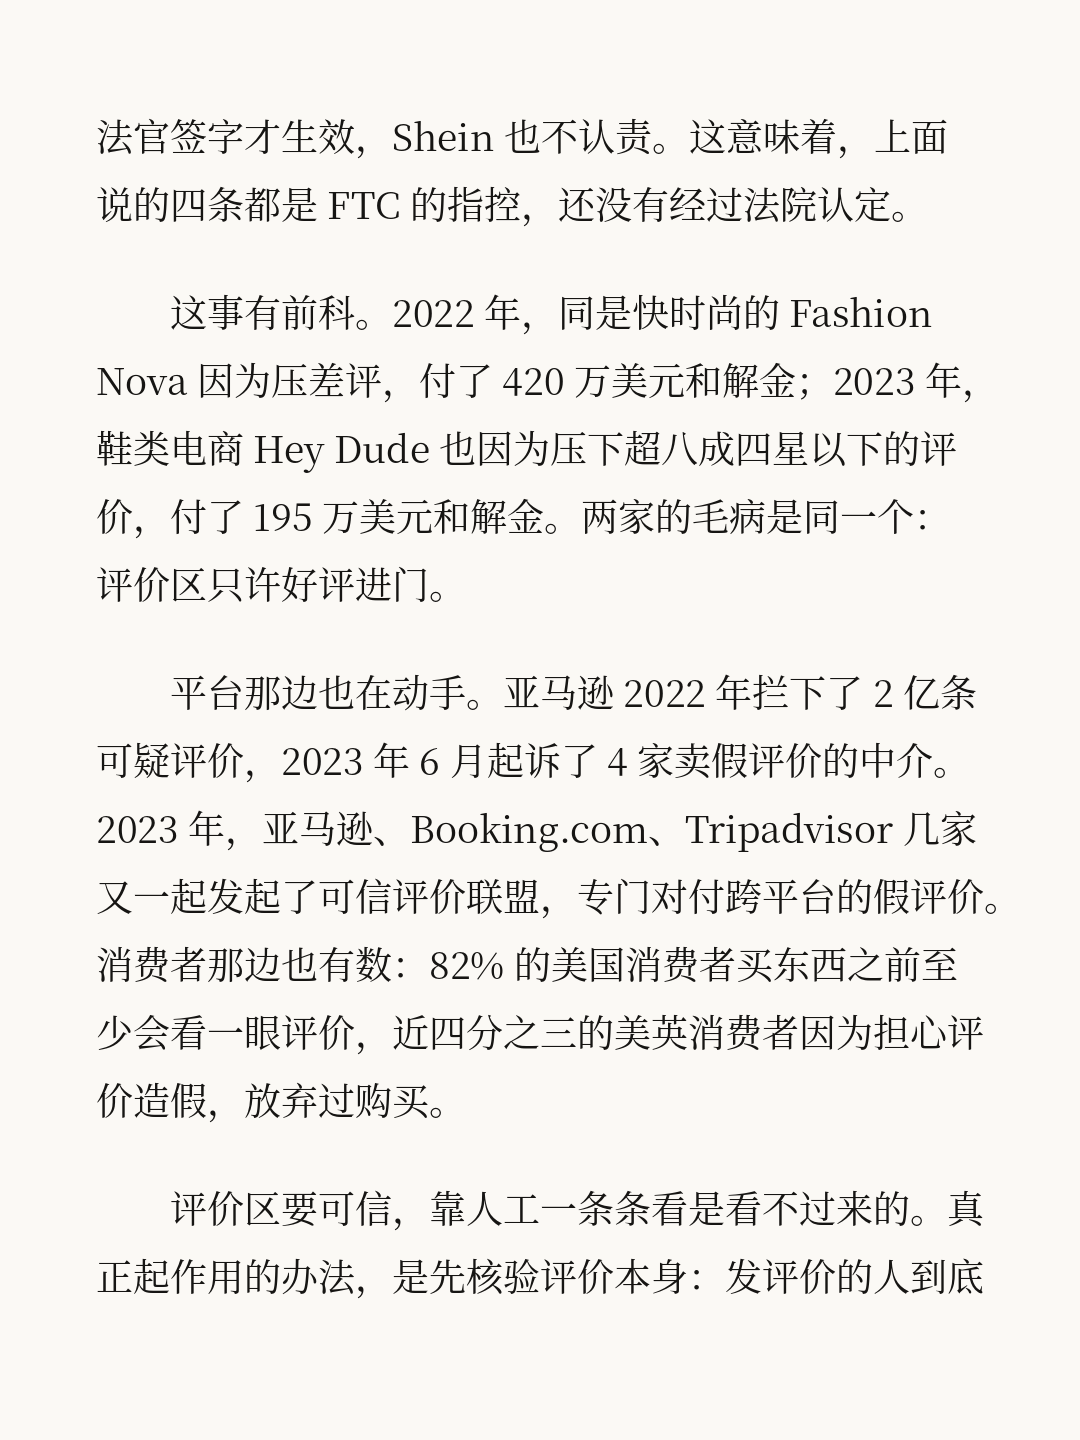 法官签字才生效，Shein 也不认责。这意味着，上面
说的四条都是 FTC 的指控，还没有经过法院认定。
这事有前科。2022 年，同是快时尚的 Fashion
Nova 因为压差评，付了 420 万美元和解金；2023 年，
鞋类电商 Hey Dude 也因为压下超八成四星以下的评
价，付了 195 万美元和解金。两家的毛病是同一个：
评价区只许好评进门。
平台那边也在动手。亚马逊 2022 年拦下了 2 亿条
可疑评价，2023 年 6 月起诉了 4 家卖假评价的中介。
2023 年，亚马逊、Booking.com、Tripadvisor 几家
又一起发起了可信评价联盟，专门对付跨平台的假评价。
消费者那边也有数：82% 的美国消费者买东西之前至
少会看一眼评价，近四分之三的美英消费者因为担心评
价造假，放弃过购买。
评价区要可信，靠人工一条条看是看不过来的。真
正起作用的办法，是先核验评价本身：发评价的人到底